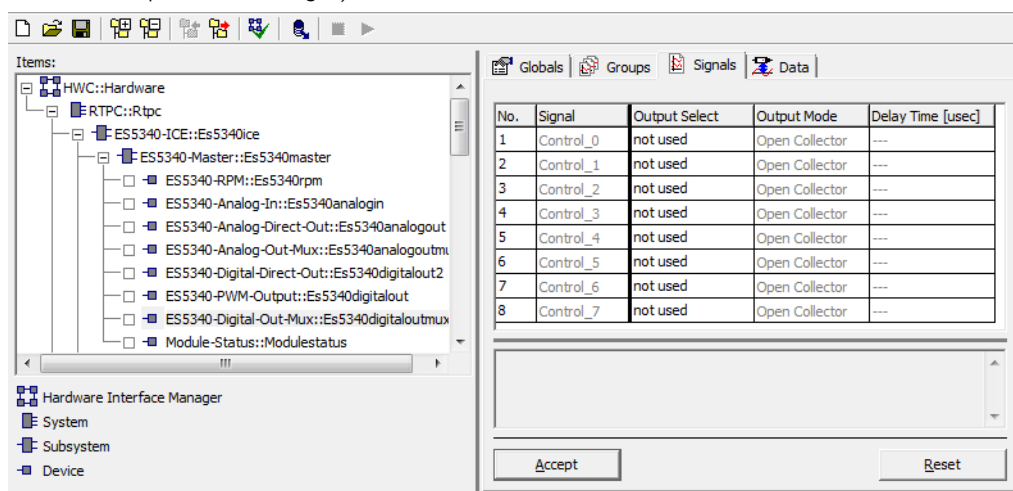 Items:
HWC::Hardware
RTPC::Rtpc
ES5340-ICE::Es5340ice
ES5340-Master::Es5340master
ES5340-RPM::Es5340rpm
ES5340-Analog-In::Es5340analogin
ES5340-Analog-Direct-Out::Es5340analogout
ES5340-Analog-Out-Mux::Es5340analogoutmu
ES5340-Digital-Direct-Out::Es5340digitalout2
ES5340-PWM-Output::Es5340digitalout
ES5340-Digital-Out-Mux::Es5340digitaloutmux
Module-Status::Modulestatus
Hardware Interface Manager
System
Subsystem
Device
Globals Groups Signals Data
No. Signal Output Select Output Mode Delay Time [usec]
1 Control_0 not used Open Collector ---
2 Control_1 not used Open Collector ---
3 Control_2 not used Open Collector ---
4 Control_3 not used Open Collector ---
5 Control_4 not used Open Collector ---
6 Control_5 not used Open Collector ---
7 Control_6 not used Open Collector ---
8 Control_7 not used Open Collector ---
Accept Reset